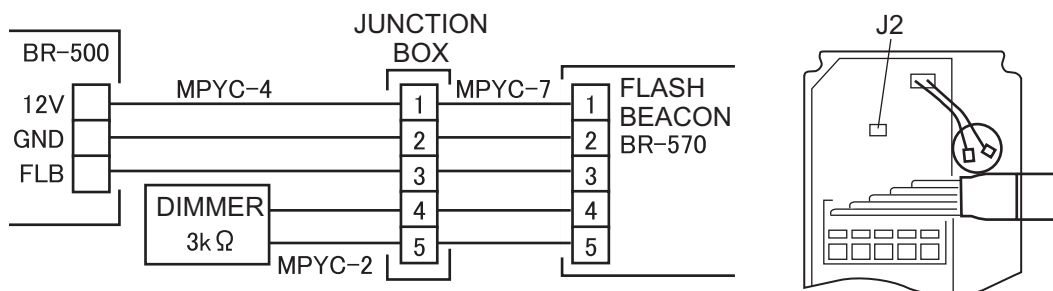 BR-500
12V
GND
FLB
MPYC-4
DIMMER
3kΩ
MPYC-2
JUNCTION
BOX
1
2
3
4
5
MPYC-7
1
2
3
4
5
FLASH
BEACON
BR-570
J2